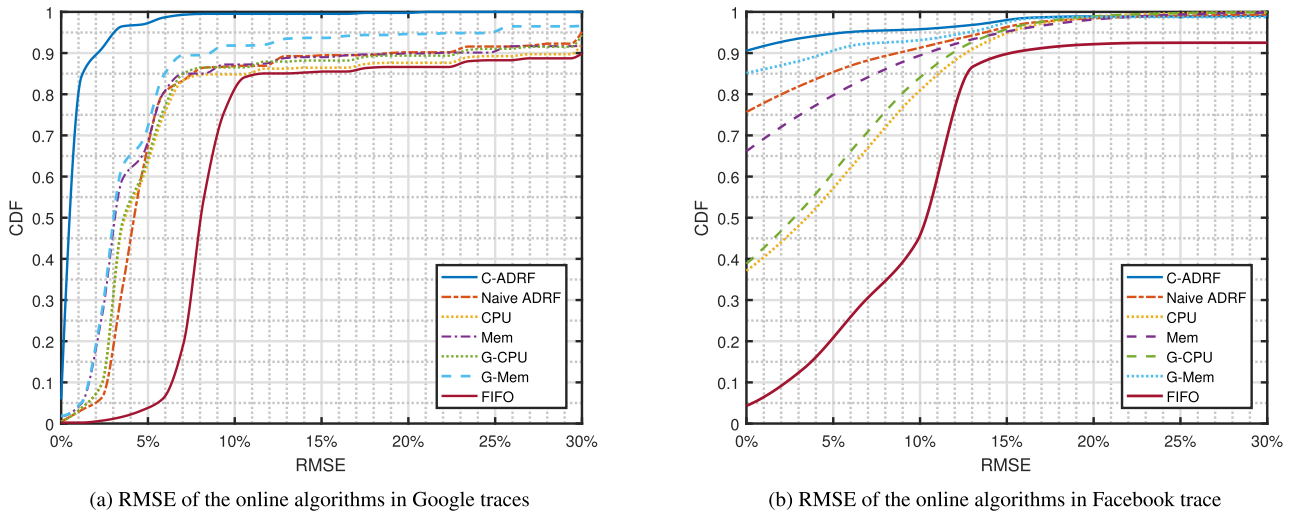 1
0.9
0.8
0.7
0.6
0.5
0.4
0.3
0.2
0.1
0
CDF
0% 5% 10% 15% 20% 25% 30%
RMSE
C-ADRF
Naive ADRF
CPU
Mem
G-CPU
G-Mem
FIFO
(a) RMSE of the online algorithms in Google traces
1
0.9
0.8
0.7
0.6
0.5
0.4
0.3
0.2
0.1
0
CDF
0% 5% 10% 15% 20% 25% 30%
RMSE
C-ADRF
Naive ADRF
CPU
Mem
G-CPU
G-Mem
FIFO
(b) RMSE of the online algorithms in Facebook trace